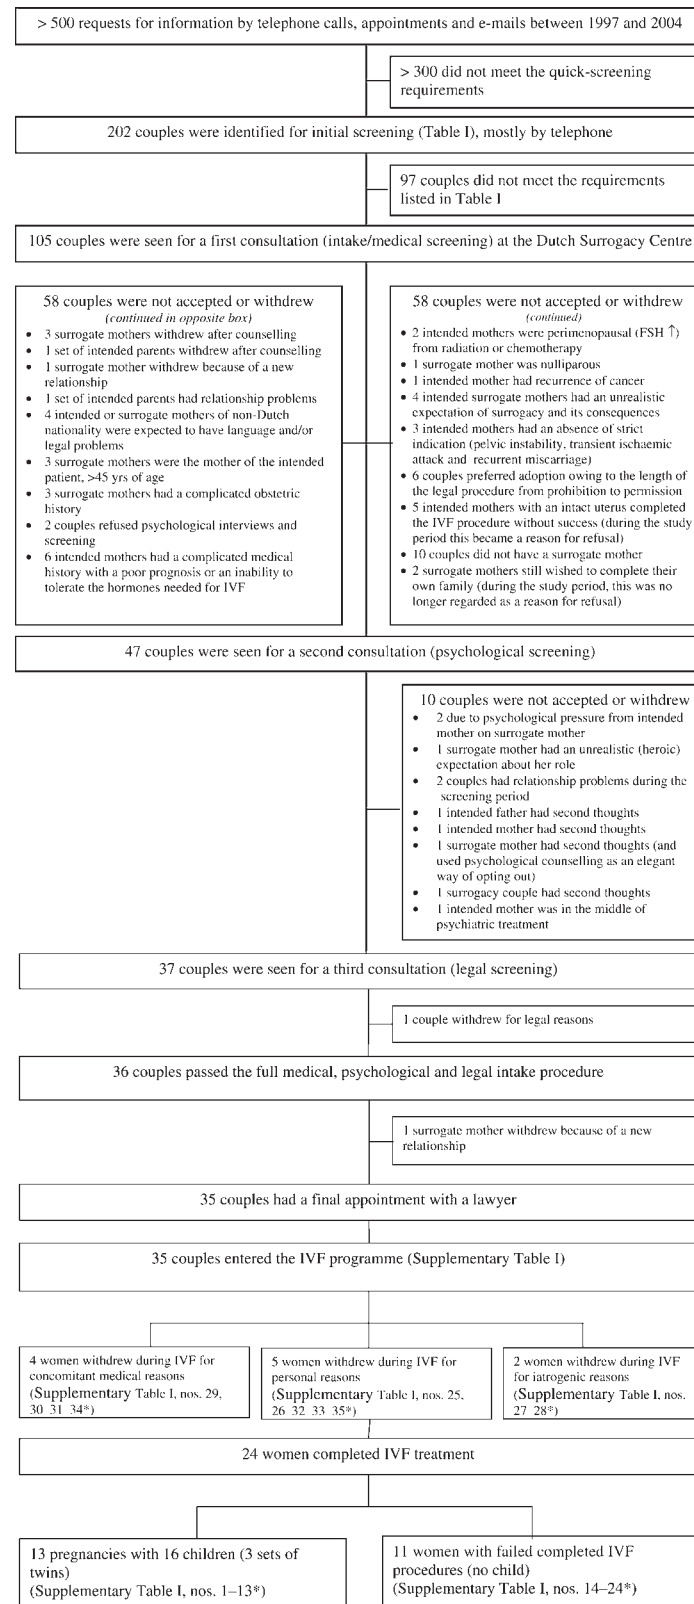 > 500 requests for information by telephone calls, appointments and e-mails between 1997 and 2004
> 300 did not meet the quick-screening
requirements
202 couples were identified for initial screening (Table I), mostly by telephone
97 couples did not meet the requirements
listed in Table I
105 couples were seen for a first consultation (intake/medical screening) at the Dutch Surrogacy Centre
58 couples were not accepted or withdrew
(continued in opposite box)
• 3 surrogate mothers withdrew after counselling
• 1 set of intended parents withdrew after counselling
• 1 surrogate mother withdrew because of a new
relationship
• 1 set of intended parents had relationship problems
• 4 intended or surrogate mothers of non-Dutch
nationality were expected to have language and/or
legal problems
• 3 surrogate mothers were the mother of the intended
patient, >45 yrs of age
• 3 surrogate mothers had a complicated obstetric
history
• 2 couples refused psychological interviews and
screening
• 6 intended mothers had a complicated medical
history with a poor prognosis or an inability to
tolerate the hormones needed for IVF
58 couples were not accepted or withdrew
(continued)
• 2 intended mothers were perimenopausal (FSH ↑)
from radiation or chemotherapy
• 1 surrogate mother was nulliparous
• 1 intended mother had recurrence of cancer
• 4 intended surrogate mothers had an unrealistic
expectation of surrogacy and its consequences
• 3 intended mothers had an absence of strict
indication (pelvic instability, transient ischaemic
attack and recurrent miscarriage)
• 6 couples preferred adoption owing to the length of
the legal procedure from prohibition to permission
• 5 intended mothers with an intact uterus completed
the IVF procedure without success (during the study
period this became a reason for refusal)
• 10 couples did not have a surrogate mother
• 2 surrogate mothers still wished to complete their
own family (during the study period, this was no
longer regarded as a reason for refusal)
47 couples were seen for a second consultation (psychological screening)
10 couples were not accepted or withdrew
• 2 due to psychological pressure from intended
mother on surrogate mother
• 1 surrogate mother had an unrealistic (heroic)
expectation about her role
• 2 couples had relationship problems during the
screening period
• 1 intended father had second thoughts
• 1 intended mother had second thoughts
• 1 surrogate mother had second thoughts (and
used psychological counselling as an elegant
way of opting out)
• 1 surrogacy couple had second thoughts
• 1 intended mother was in the middle of
psychiatric treatment
37 couples were seen for a third consultation (legal screening)
1 couple withdrew for legal reasons
36 couples passed the full medical, psychological and legal intake procedure
1 surrogate mother withdrew because of a new
relationship
35 couples had a final appointment with a lawyer
35 couples entered the IVF programme (Supplementary Table I)
4 women withdrew during IVF for
concomitant medical reasons
(Supplementary Table I, nos. 29,
30 31 34*)
5 women withdrew during IVF for
personal reasons
(Supplementary Table I, nos. 25,
26 32 33 35*)
2 women withdrew during IVF
for iatrogenic reasons
(Supplementary Table I, nos.
27 28*)
24 women completed IVF treatment
13 pregnancies with 16 children (3 sets of
twins)
(Supplementary Table I, nos. 1–13*)
11 women with failed completed IVF
procedures (no child)
(Supplementary Table I, nos. 14–24*)